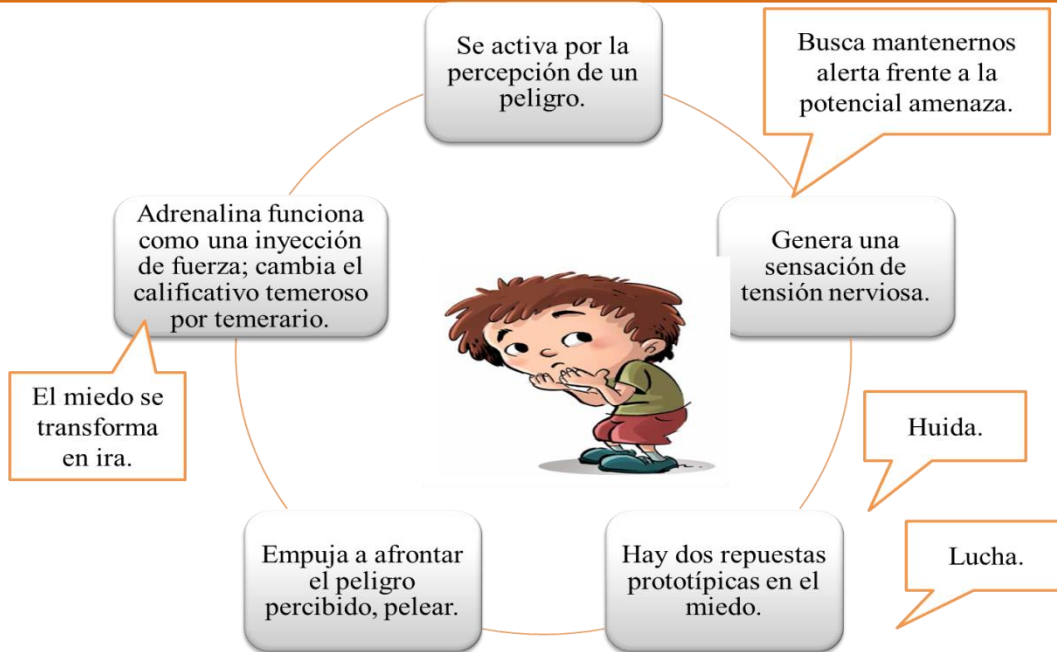 Se activa por la
percepción de un
peligro.
Busca mantenernos
alerta frente a la
potencial amenaza.
Genera una
sensación de
tensión nerviosa.
Huida.
Lucha.
Hay dos repuestas
prototípicas en el
miedo.
Empuja a afrontar
el peligro
percibido, pelear.
Adrenalina funciona
como una inyección
de fuerza; cambia el
calificativo temeroso
por temerario.
El miedo se
transforma
en ira.